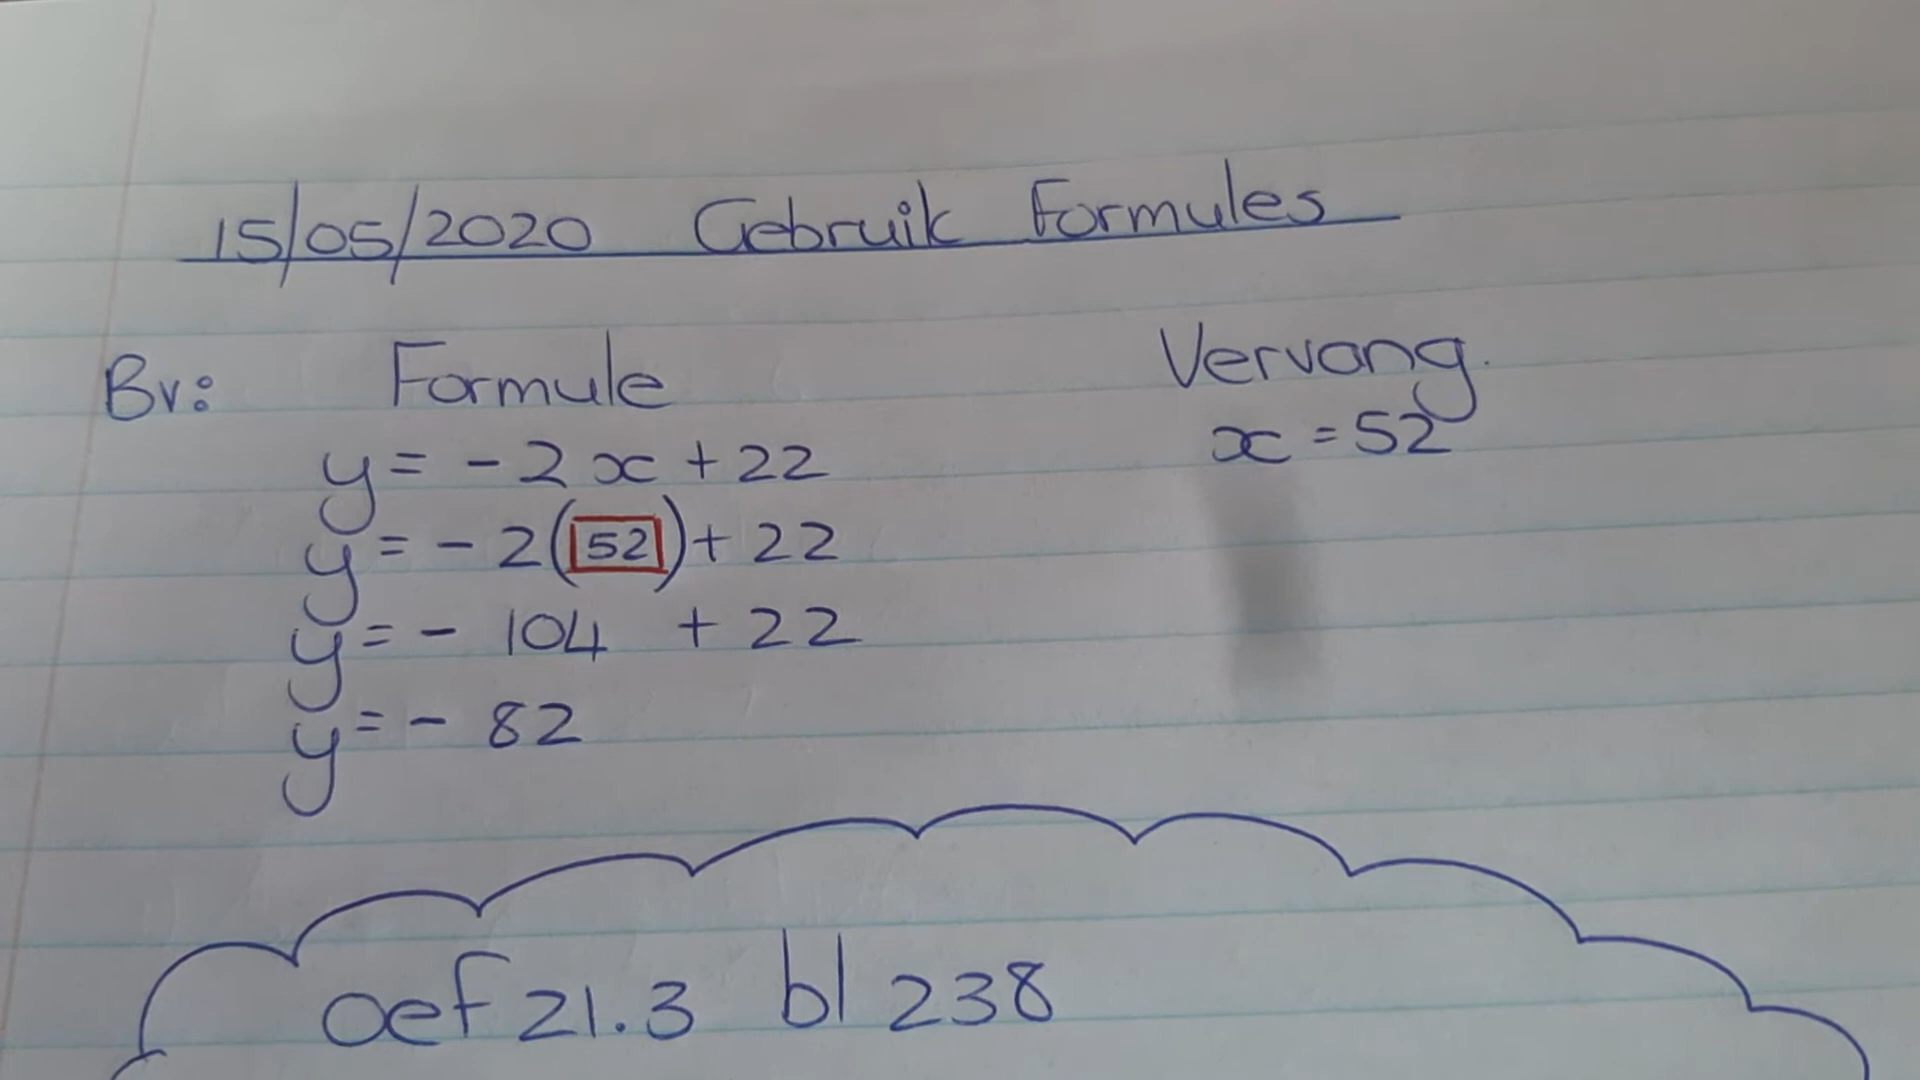 15/05/2020 Gebruik Formules
Bv: Formule Vervang.
y = - 2x + 22 x = 52
y = - 2(52) + 22
y = - 104 + 22
y = - 82
oef 21.3 bl 238